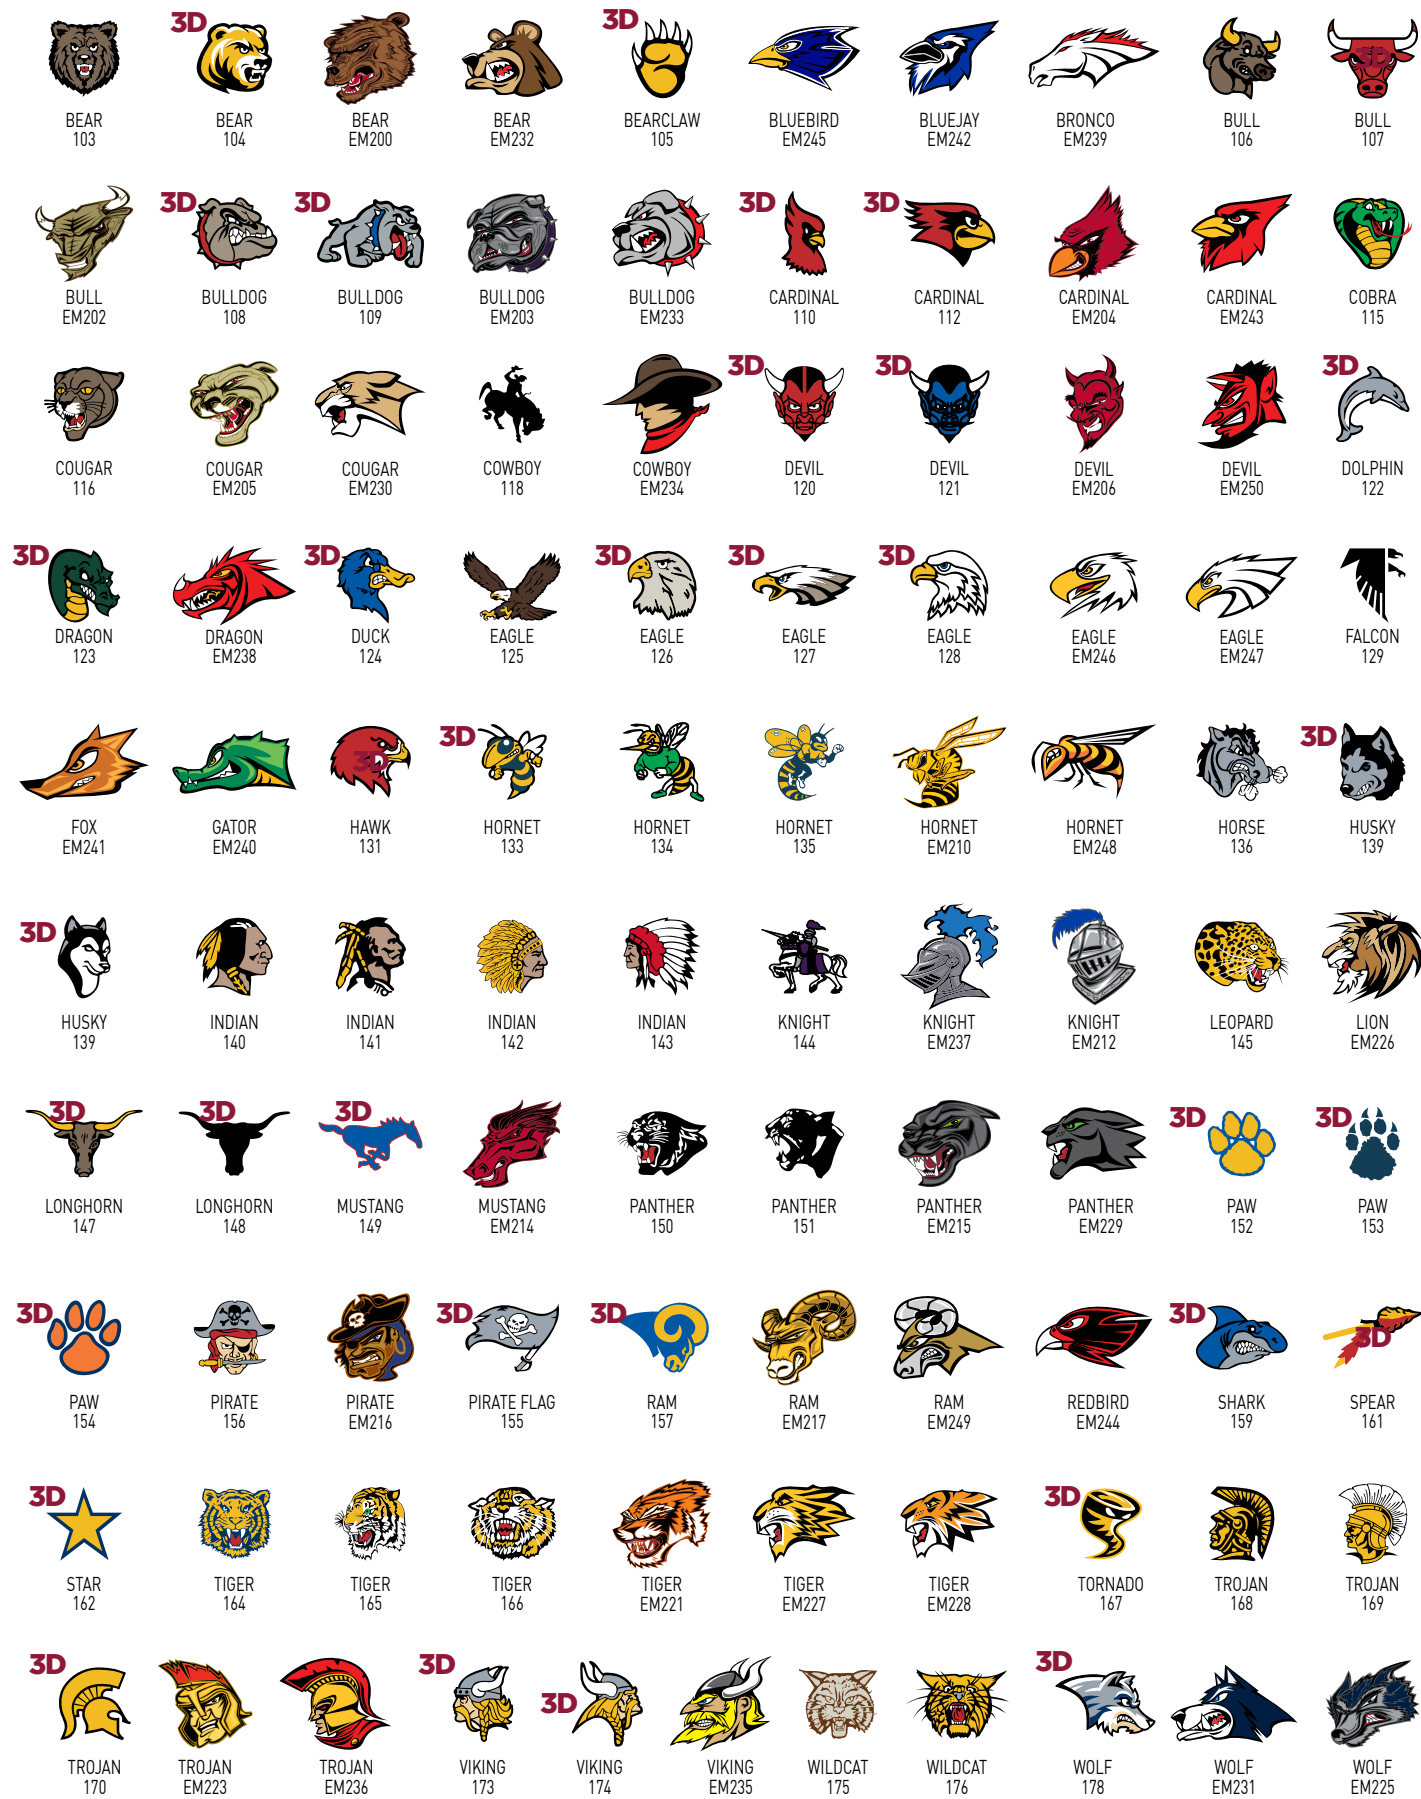 3D 3D
BEAR BEAR BEAR BEAR BEARCLAW BLUEBIRD BLUEJAY BRONCO BULL BULL
103 104 EM200 EM232 105 EM245 EM242 EM239 106 107
3D
3D 3D 3D 3D
BULL BULLDOG BULLDOG BULLDOG BULLDOG CARDINAL CARDINAL CARDINAL CARDINAL COBRA
EM202 108 109 EM203 EM233 110 112 EM204 EM243 115
3D 3D 3D
COUGAR COUGAR COUGAR COWBOY COWBOY DEVIL DEVIL DEVIL DEVIL DOLPHIN
116 EM205 EM230 118 EM234 120 121 EM206 EM250 122
3D 3D 3D 3D 3D
DRAGON DRAGON DUCK EAGLE EAGLE EAGLE EAGLE EAGLE EAGLE FALCON
123 EM238 124 125 126 127 128 EM246 EM247 129
3D 3D 3D
FOX GATOR HAWK HORNET HORNET HORNET HORNET HORNET HORSE HUSKY
EM241 EM240 131 133 134 135 EM210 EM248 136 139
3D
HUSKY INDIAN INDIAN INDIAN INDIAN KNIGHT KNIGHT KNIGHT LEOPARD LION
139 140 141 142 143 144 EM237 EM212 145 EM226
3D 3D 3D 3D 3D
LONGHORN LONGHORN MUSTANG MUSTANG PANTHER PANTHER PANTHER PANTHER PAW PAW
147 148 149 EM214 150 151 EM215 EM229 152 153
3D 3D 3D 3D 3D
PAW PIRATE PIRATE PIRATE FLAG RAM RAM RAM REDBIRD SHARK SPEAR
154 156 EM216 155 157 EM217 EM249 EM244 159 161
3D 3D
STAR TIGER TIGER TIGER TIGER TIGER TIGER TORNADO TROJAN TROJAN
162 164 165 166 EM221 EM227 EM228 167 168 169
3D 3D 3D 3D
TROJAN TROJAN TROJAN VIKING VIKING VIKING WILDCAT WILDCAT WOLF WOLF WOLF
170 EM223 EM236 173 174 EM235 175 176 178 EM231 EM225